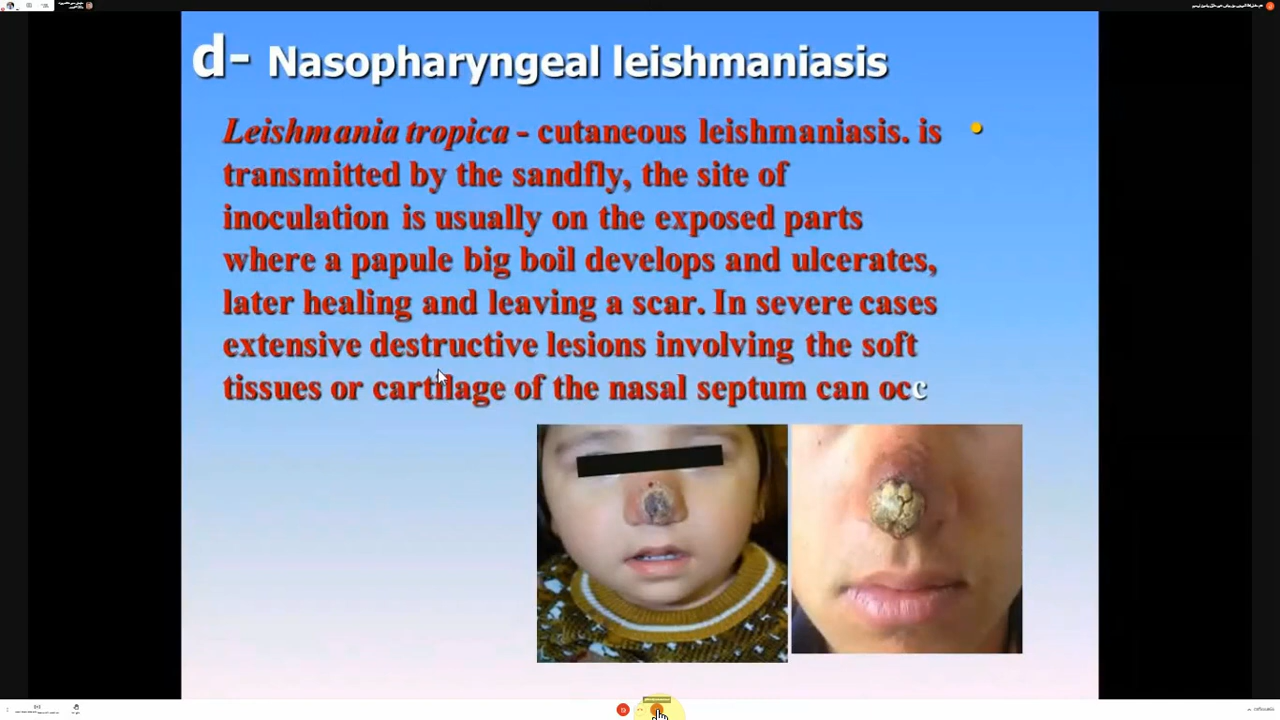 d- Nasopharyngeal leishmaniasis
Leishmania tropica - cutaneous leishmaniasis. is •
transmitted by the sandfly, the site of
inoculation is usually on the exposed parts
where a papule big boil develops and ulcerates,
later healing and leaving a scar. In severe cases
extensive destructive lesions involving the soft
tissues or cartilage of the nasal septum can occ